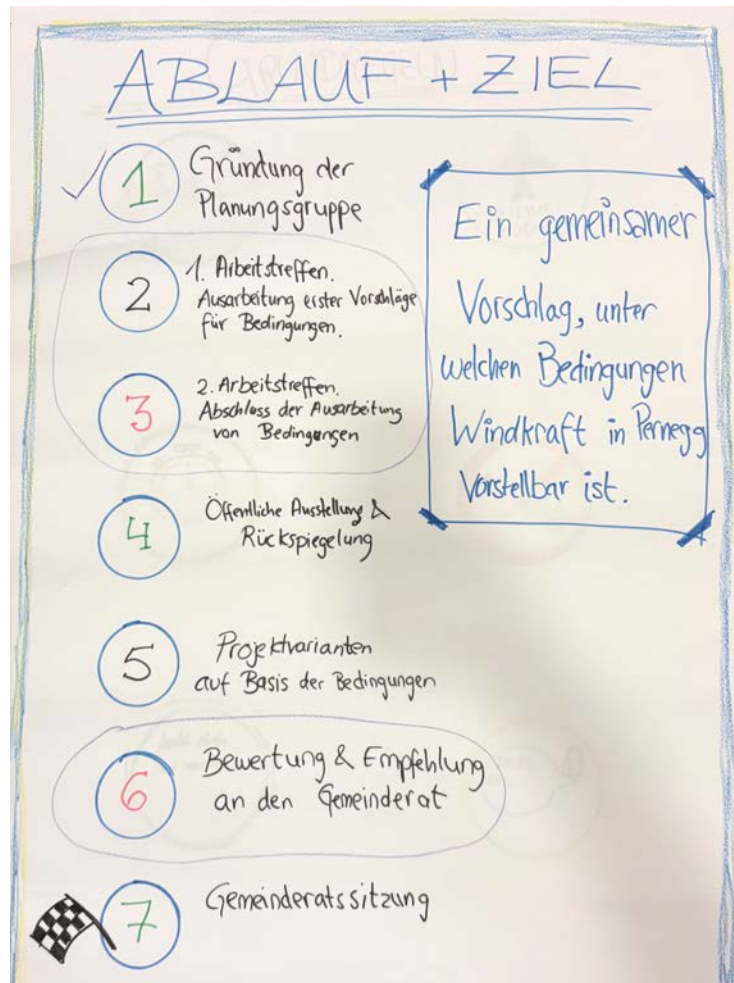 ABLAUF + ZIEL
1 Gründung der
Planungsgruppe
2 1. Arbeitstreffen.
Ausarbeitung erster Vorschläge
für Bedingungen.
3 2. Arbeitstreffen.
Abschluss der Ausarbeitung
von Bedingungen
4 Öffentliche Ausstellung &
Rückspiegelung
5 Projektvarianten
auf Basis der Bedingungen
6 Bewertung & Empfehlung
an den Gemeinderat
7 Gemeinderatssitzung
Ein gemeinsamer
Vorschlag, unter
welchen Bedingungen
Windkraft in Pernegg
Vorstellbar ist.